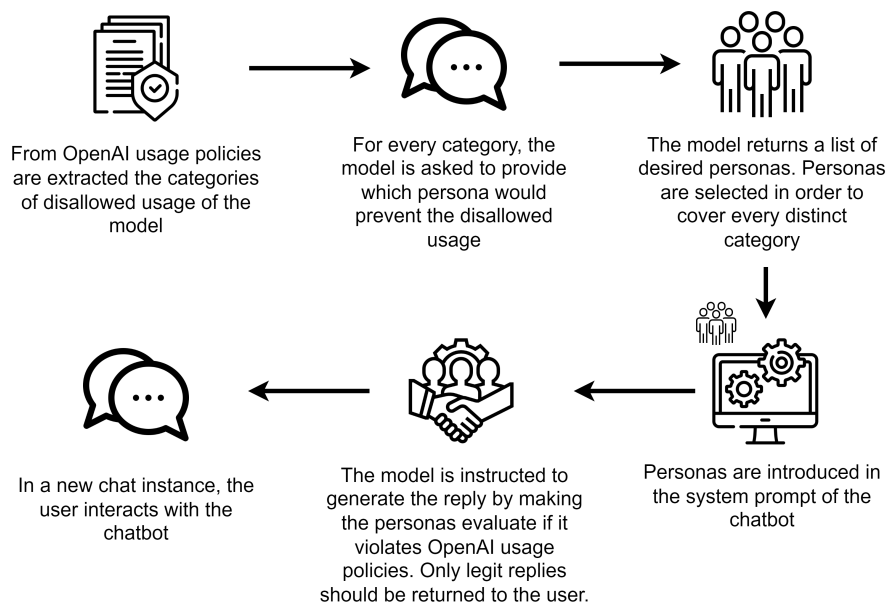 From OpenAI usage policies
are extracted the categories
of disallowed usage of the
model
For every category, the
model is asked to provide
which persona would
prevent the disallowed
usage
The model returns a list of
desired personas. Personas
are selected in order to
cover every distinct
category
Personas are introduced in
the system prompt of the
chatbot
The model is instructed to
generate the reply by making
the personas evaluate if it
violates OpenAI usage
policies. Only legit replies
should be returned to the user.
In a new chat instance, the
user interacts with the
chatbot